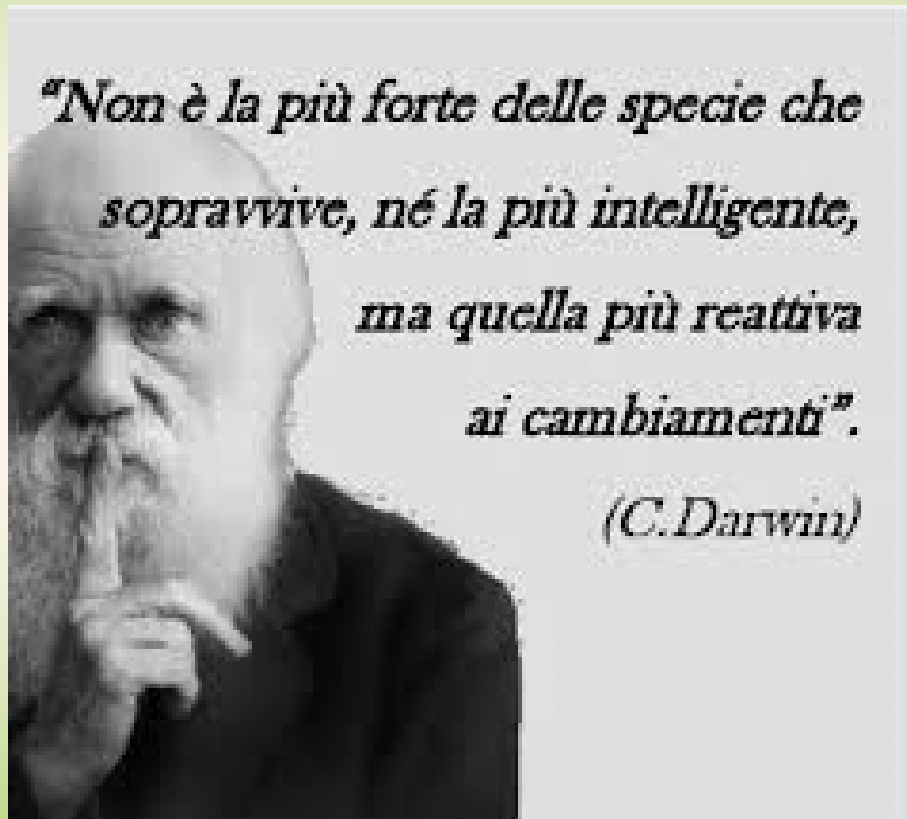 “Non è la più forte delle specie che
sopravvive, né la più intelligente,
ma quella più reattiva
ai cambiamenti”.
(C.Darwin)